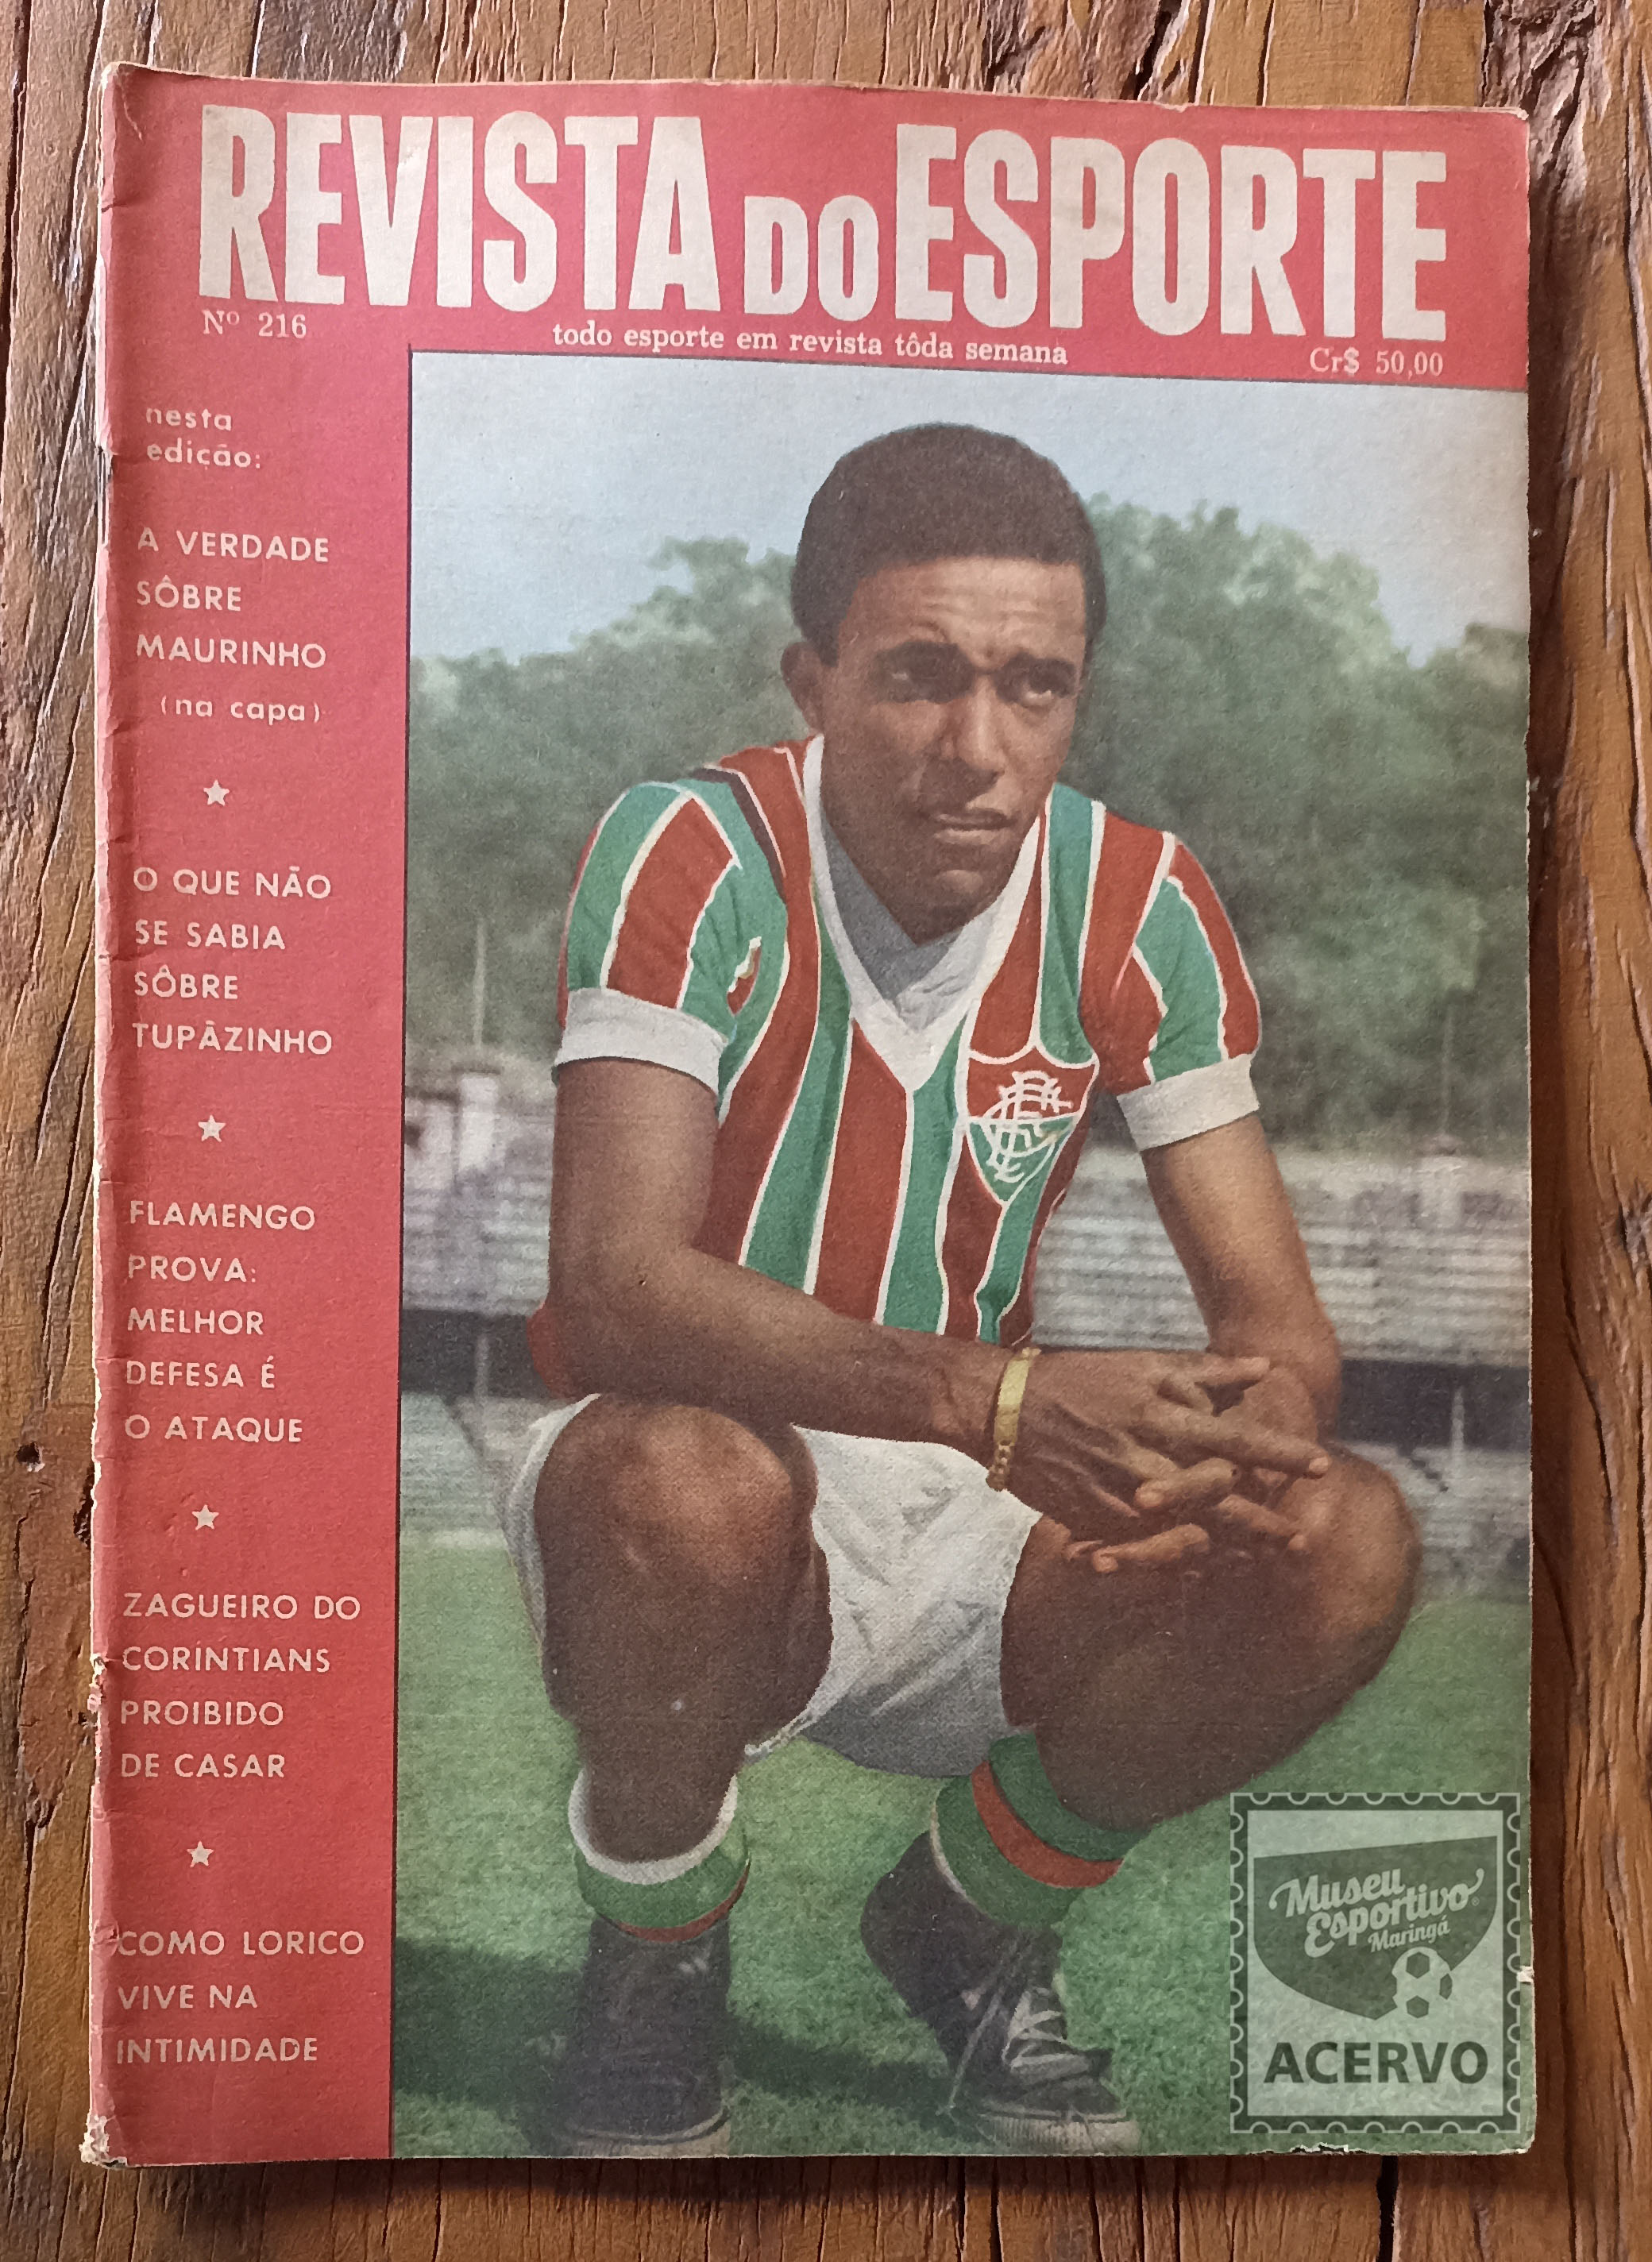 REVISTA DO ESPORTE
Nº 216
todo esporte em revista tôda semana
Cr$ 50,00
nesta
edição:
A VERDADE
SÔBRE
MAURINHO
(na capa)
O QUE NÃO
SE SABIA
SÔBRE
TUPÃZINHO
FLAMENGO
PROVA:
MELHOR
DEFESA É
O ATAQUE
ZAGUEIRO DO
CORÍNTIANS
PROIBIDO
DE CASAR
COMO LORICO
VIVE NA
INTIMIDADE
FFC
Museu
Esportivo
Maringá
ACERVO